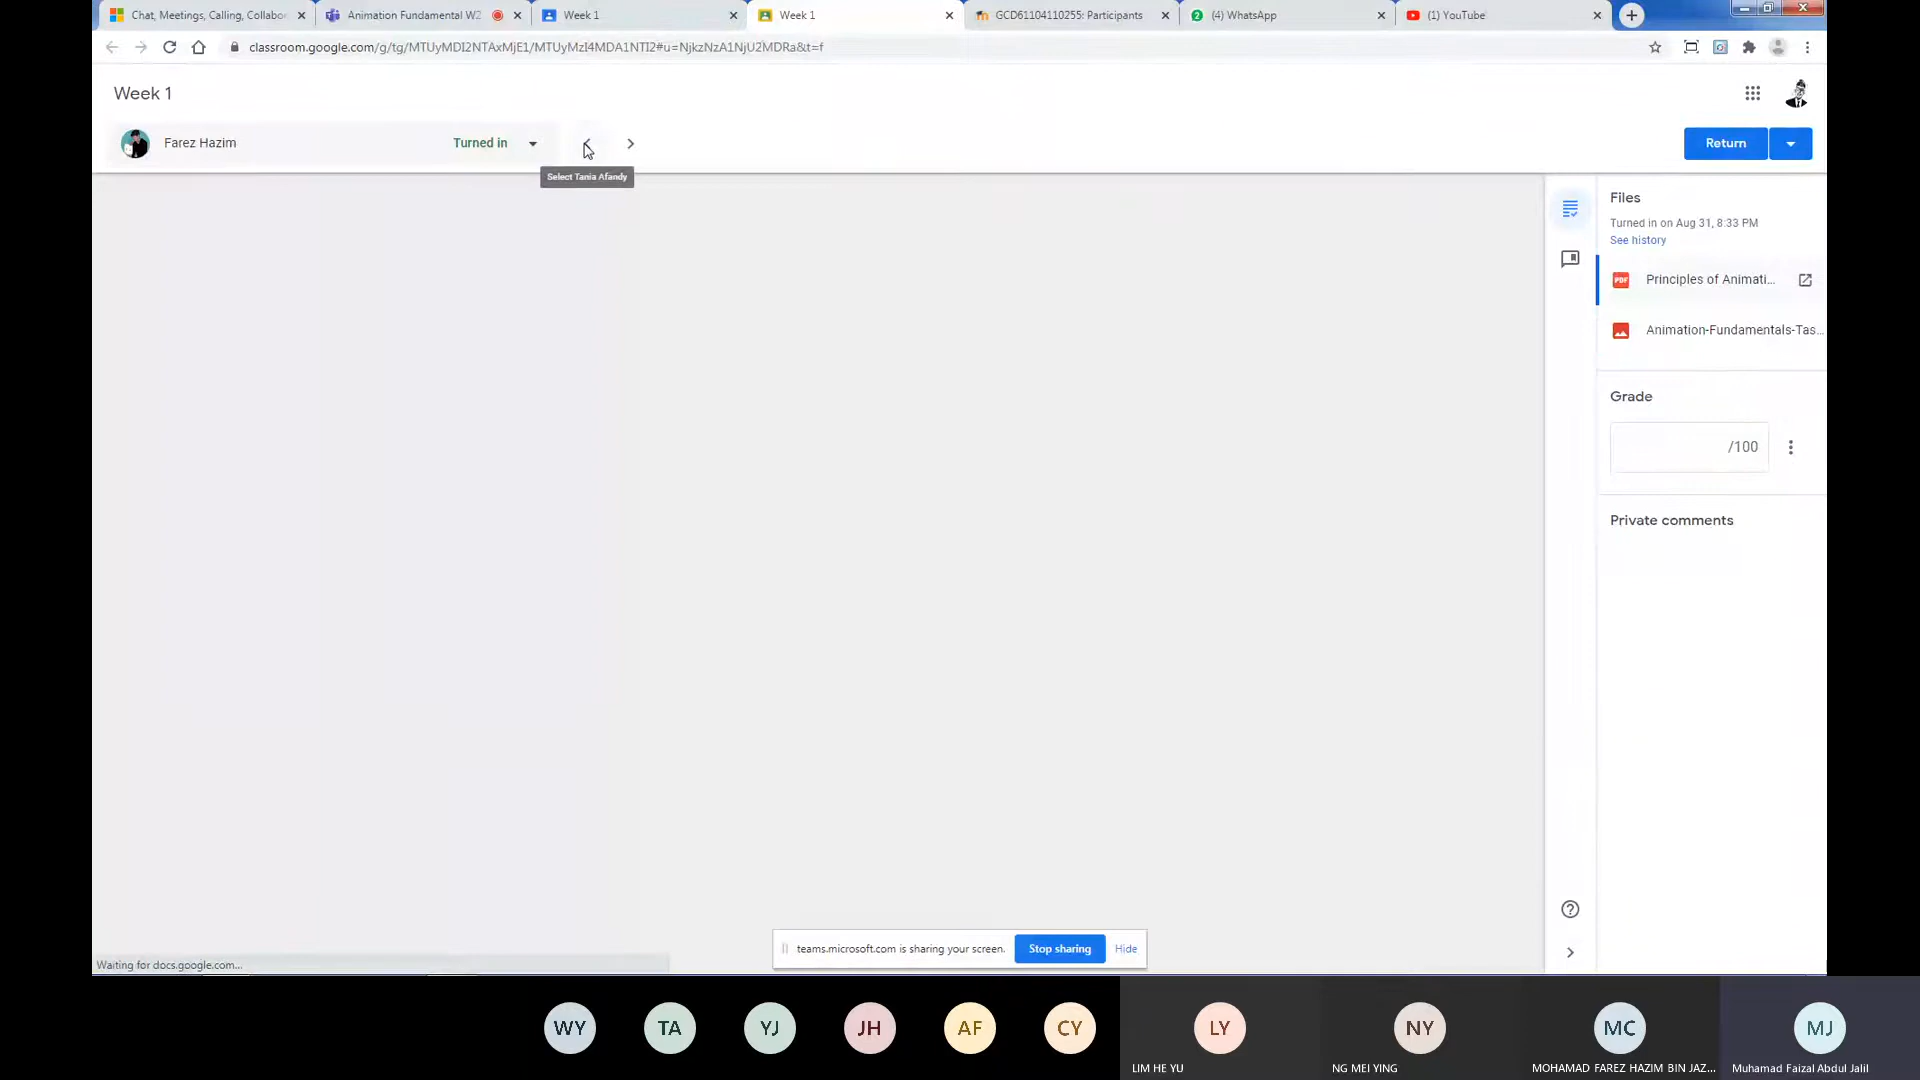 Chat, Meetings, Calling, Collabor
Animation Fundamental W2
Week 1
Week 1
GCD61104110255: Participants
(4) WhatsApp
(1) YouTube
classroom.google.com/g/tg/MTUyMDI2NTAxMjE1/MTUyMzI4MDA1NTI2#u=NjkzNzA1NjU2MDRa&t=f
Week 1
Farez Hazim
Turned in
Return
Select Tania Afandy
Files
Turned in on Aug 31, 8:33 PM
See history
PDF
Principles of Animati...
Animation-Fundamentals-Tas...
Grade
/100
Private comments
teams.microsoft.com is sharing your screen.
Stop sharing
Hide
Waiting for docs.google.com...
WY
TA
YJ
JH
AF
CY
LY
NY
MC
MJ
LIM HE YU
NG MEI YING
MOHAMAD FAREZ HAZIM BIN JAZ...
Muhamad Faizal Abdul Jalil